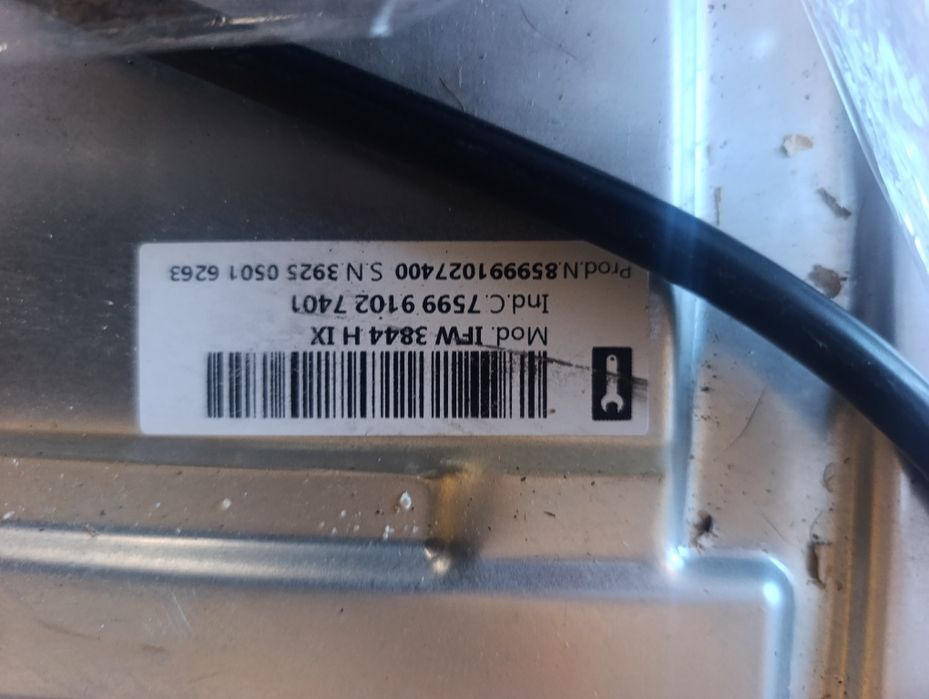 Mod. IFW 3844 H IX
Ind.C.7599 9102 7401
Prod.N.859991027400 S.N.3925 0501 6263